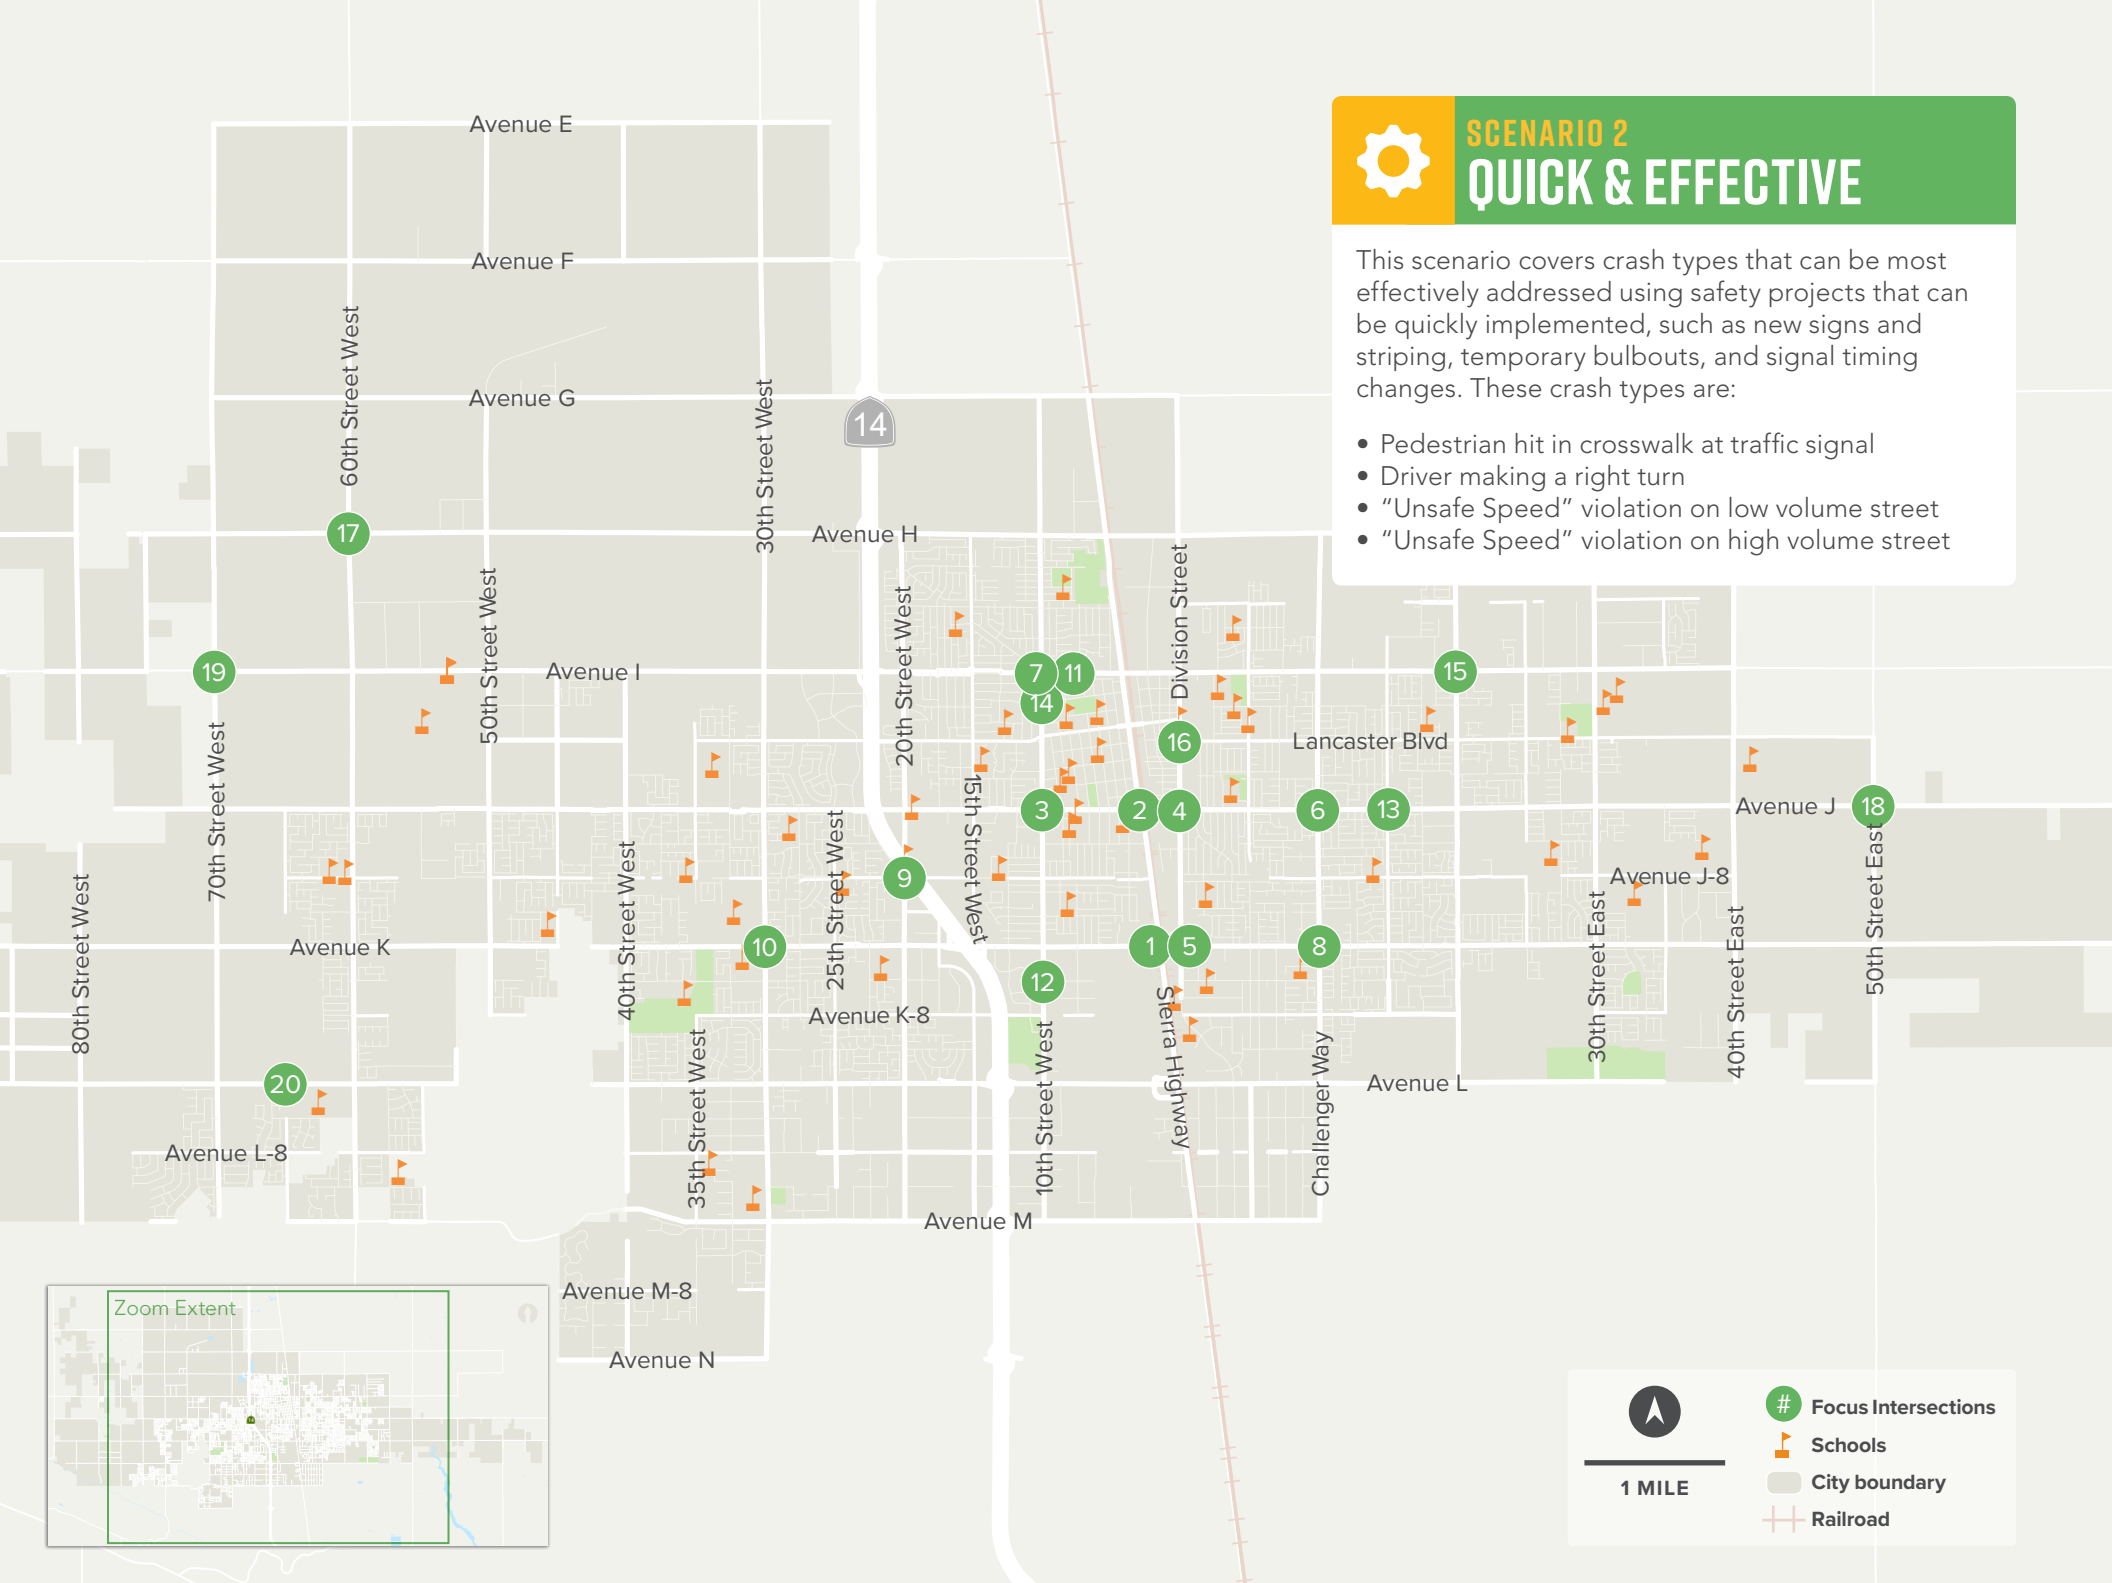 SCENARIO 2
QUICK & EFFECTIVE
This scenario covers crash types that can be most
effectively addressed using safety projects that can
be quickly implemented, such as new signs and
striping, temporary bulbouts, and signal timing
changes. These crash types are:
• Pedestrian hit in crosswalk at traffic signal
• Driver making a right turn
• “Unsafe Speed” violation on low volume street
• “Unsafe Speed” violation on high volume street
Avenue E
Avenue F
Avenue G
14
Avenue H
Avenue I
Lancaster Blvd
Avenue J
Avenue J-8
Avenue K
Avenue K-8
Avenue L
Avenue L-8
Avenue M
Avenue M-8
Avenue N
80th Street West
70th Street West
60th Street West
50th Street West
40th Street West
35th Street West
30th Street West
25th Street West
20th Street West
15th Street West
10th Street West
Sierra Highway
Division Street
Challenger Way
30th Street East
40th Street East
50th Street East
17
19
7
11
14
15
16
3
2
4
6
13
18
9
10
1
5
8
12
20
Zoom Extent
1 MILE
# Focus Intersections
Schools
City boundary
Railroad